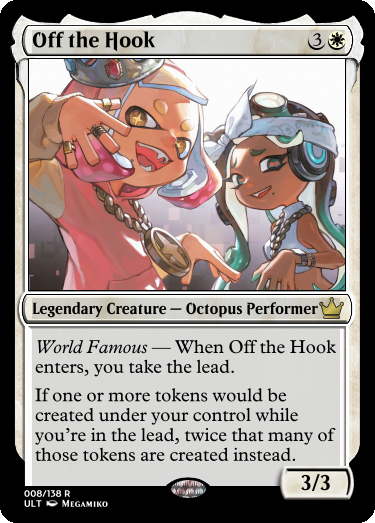 Off the Hook 3
Legendary Creature — Octopus Performer
World Famous — When Off the Hook
enters, you take the lead.
If one or more tokens would be
created under your control while
you're in the lead, twice that many of
those tokens are created instead.
3/3
008/138 R
ULT Megamiko